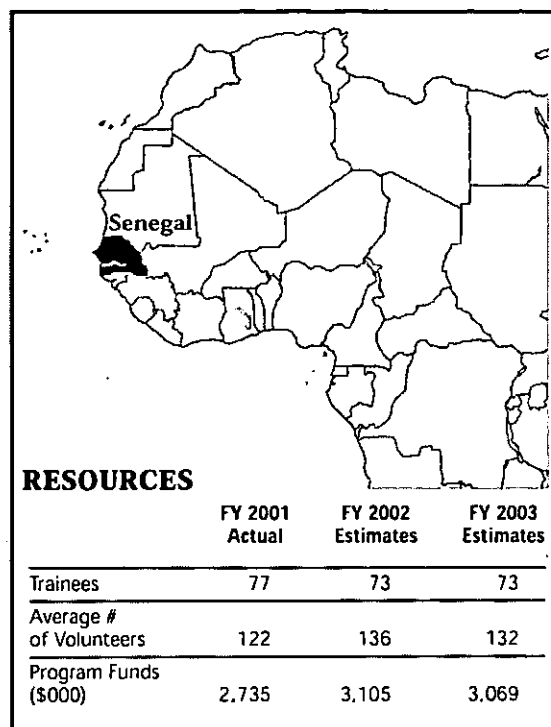 Senegal
RESOURCES
FY 2001 FY 2002 FY 2003
Actual Estimates Estimates
Trainees 77 73 73
Average #
of Volunteers 122 136 132
Program Funds
($000) 2,735 3,105 3,069